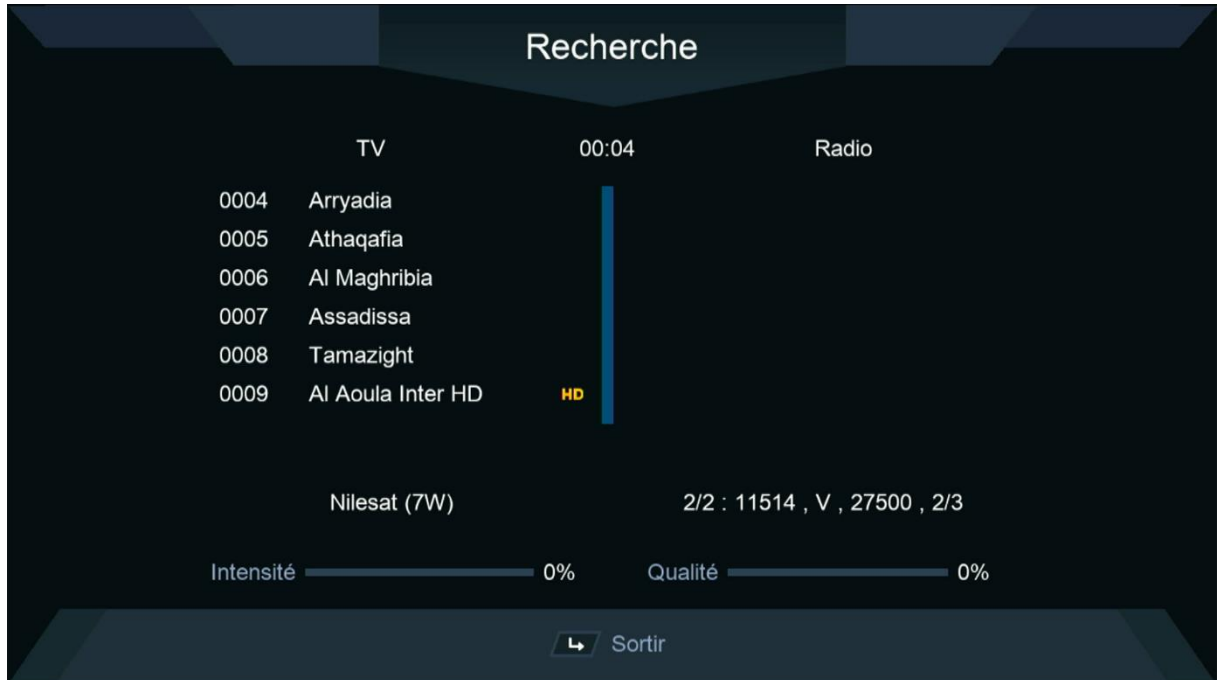 Recherche
TV 00:04 Radio
0004 Arryadia
0005 Athaqafia
0006 Al Maghribia
0007 Assadissa
0008 Tamazight
0009 Al Aoula Inter HD HD
Nilesat (7W) 2/2 : 11514 , V , 27500 , 2/3
Intensité 0% Qualité 0%
Sortir